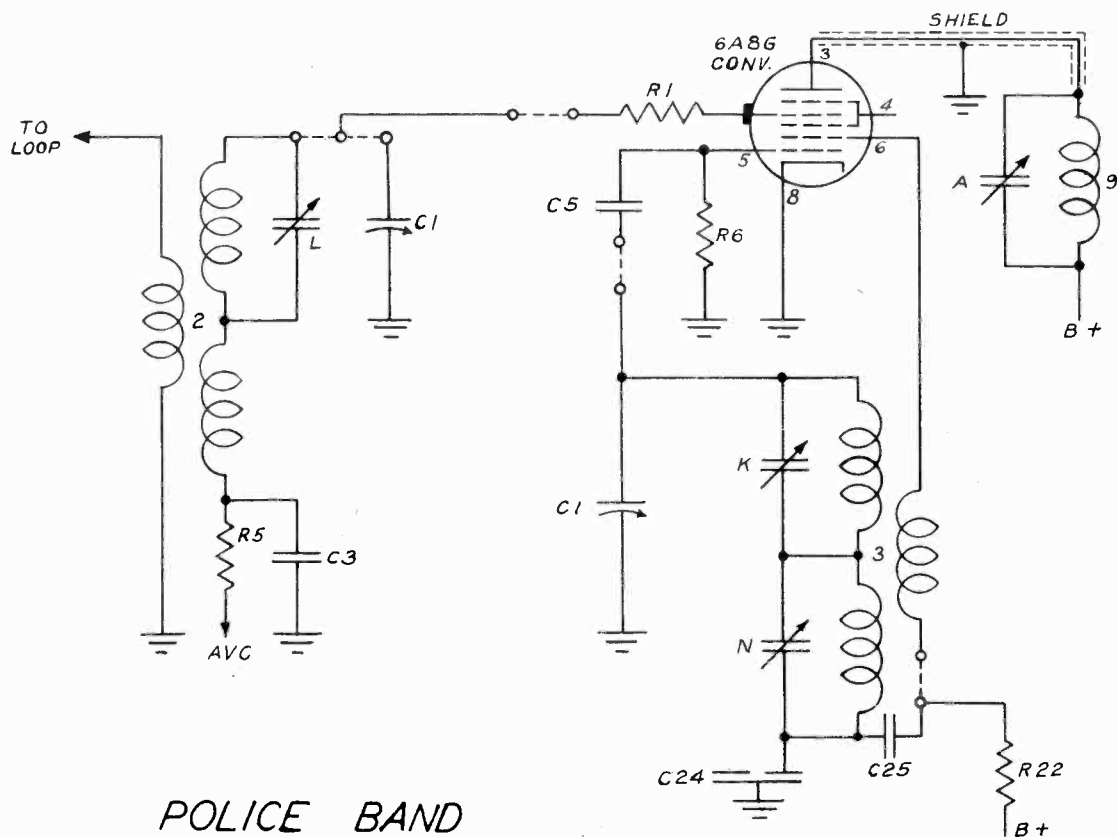 SHIELD
6A8G
CONV.
3
R1
4
TO
LOOP
5
6
8
A
9
C5
C1
L
R6
2
B+
K
C1
3
R5
C3
N
AVC
C24
C25
R22
POLICE BAND
B+